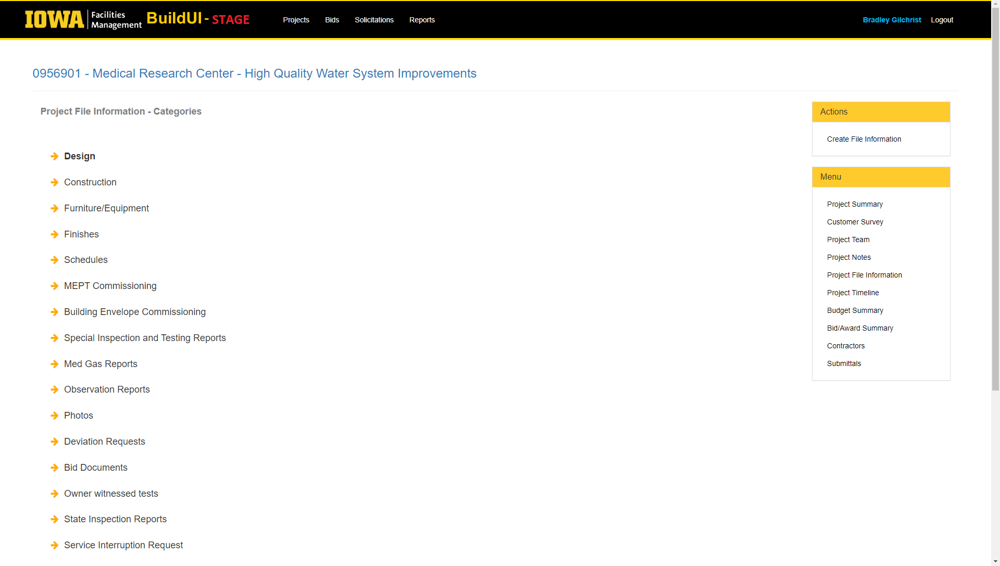 IOWA Facilities Management BuildUI - STAGE Projects Bids Solicitations Reports Bradley Gilchrist Logout
0956901 - Medical Research Center - High Quality Water System Improvements
Project File Information - Categories
Design
Construction
Furniture/Equipment
Finishes
Schedules
MEPT Commissioning
Building Envelope Commissioning
Special Inspection and Testing Reports
Med Gas Reports
Observation Reports
Photos
Deviation Requests
Bid Documents
Owner witnessed tests
State Inspection Reports
Service Interruption Request
Actions
Create File Information
Menu
Project Summary
Customer Survey
Project Team
Project Notes
Project File Information
Project Timeline
Budget Summary
Bid/Award Summary
Contractors
Submittals